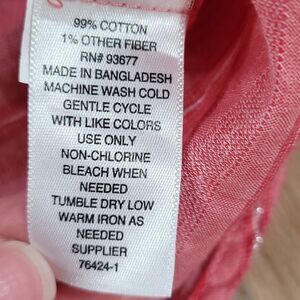 99% COTTON
1% OTHER FIBER
RN# 93677
MADE IN BANGLADESH
MACHINE WASH COLD
GENTLE CYCLE
WITH LIKE COLORS
USE ONLY
NON-CHLORINE
BLEACH WHEN
NEEDED
TUMBLE DRY LOW
WARM IRON AS
NEEDED
SUPPLIER
76424-1